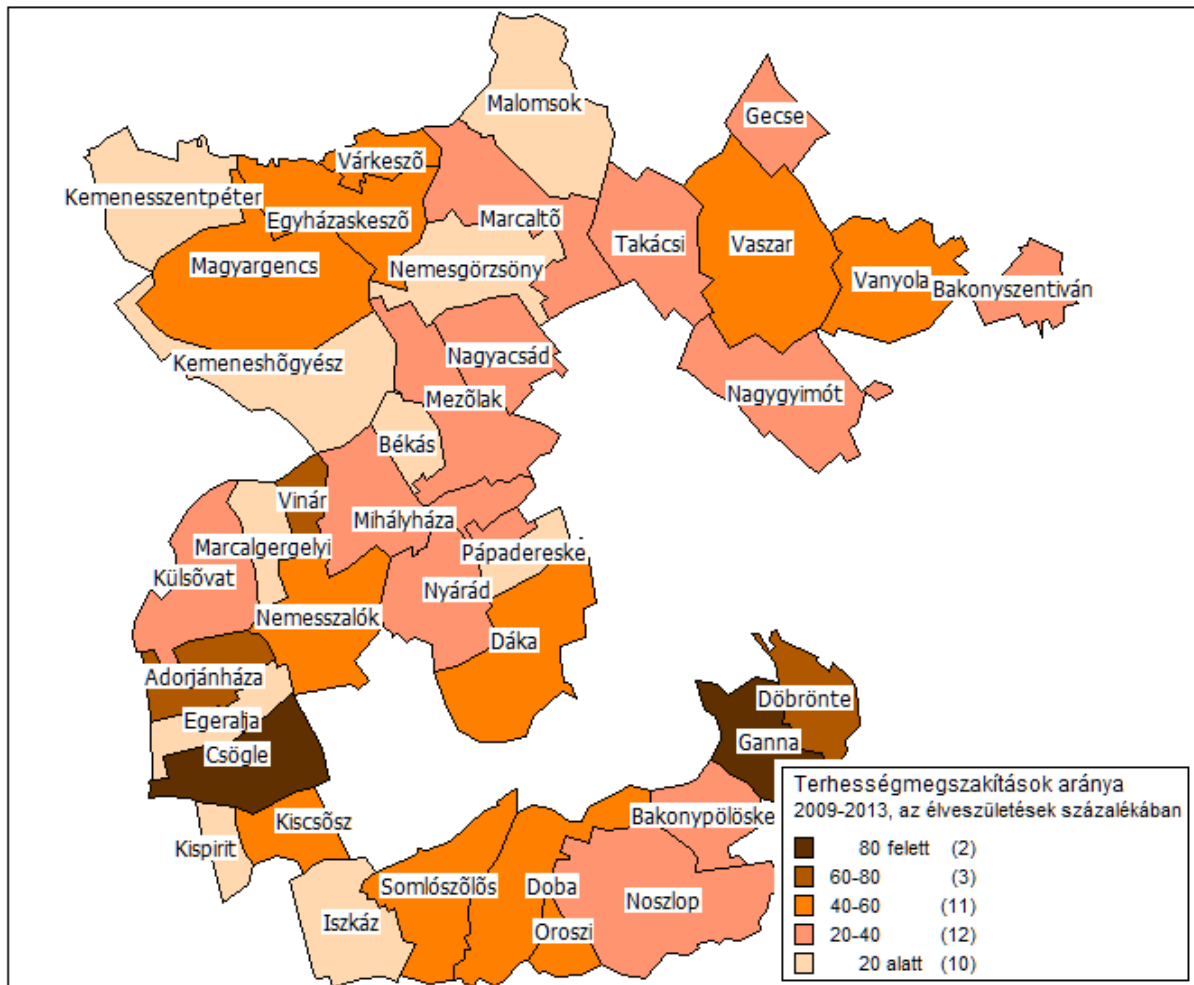 Malomsok
Gecse
Várkeszõ
Kemenesszentpéter
Egyházaskeszõ
Marcaltõ
Takácsi
Vaszar
Magyargencs
Nemesgörzsöny
Vanyola
Bakonyszentiván
Kemeneshõgyész
Nagyacsád
Nagygyimót
Mezõlak
Békás
Vinár
Mihályháza
Marcalgergelyi
Pápadereske
Külsõvat
Nyárád
Nemesszalók
Dáka
Adorjánháza
Döbrönte
Egeralja
Ganna
Csögle
Kiscsõsz
Bakonypölöske
Kispirit
Somlószõlõs
Doba
Noszlop
Iszkáz
Oroszi
Terhességmegszakítások aránya
2009-2013, az élveszületések százalékában
80 felett (2)
60-80 (3)
40-60 (11)
20-40 (12)
20 alatt (10)